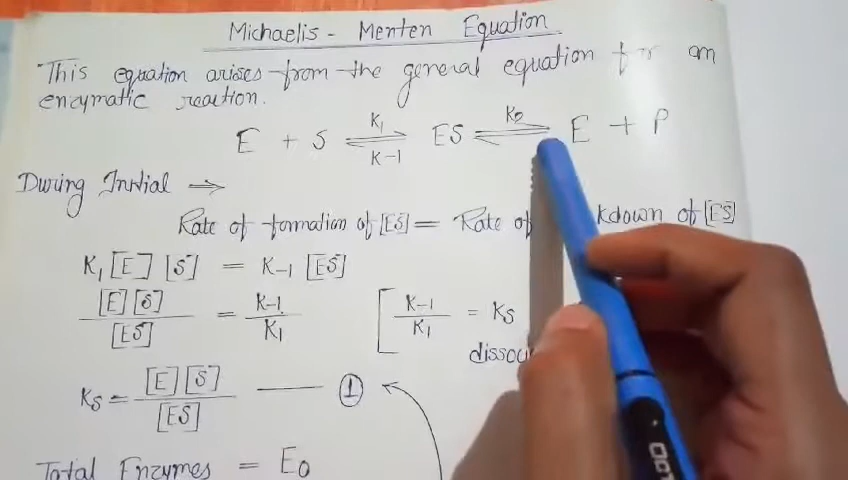 Michaelis - Menten Equation
This equation arises from the general equation for an
enzymatic reaction.
E + S K1 K-1 ES Kp E + P
During Initial ⇒
Rate of formation of [ES] = Rate of kdown of [ES]
K1 [E] [S] = K-1 [ES]
[E] [S] / [ES] = K-1 / K1 [ K-1 / K1 = Ks
dissou
Ks = [E] [S] / [ES] —— ①
Total Enzymes = E0